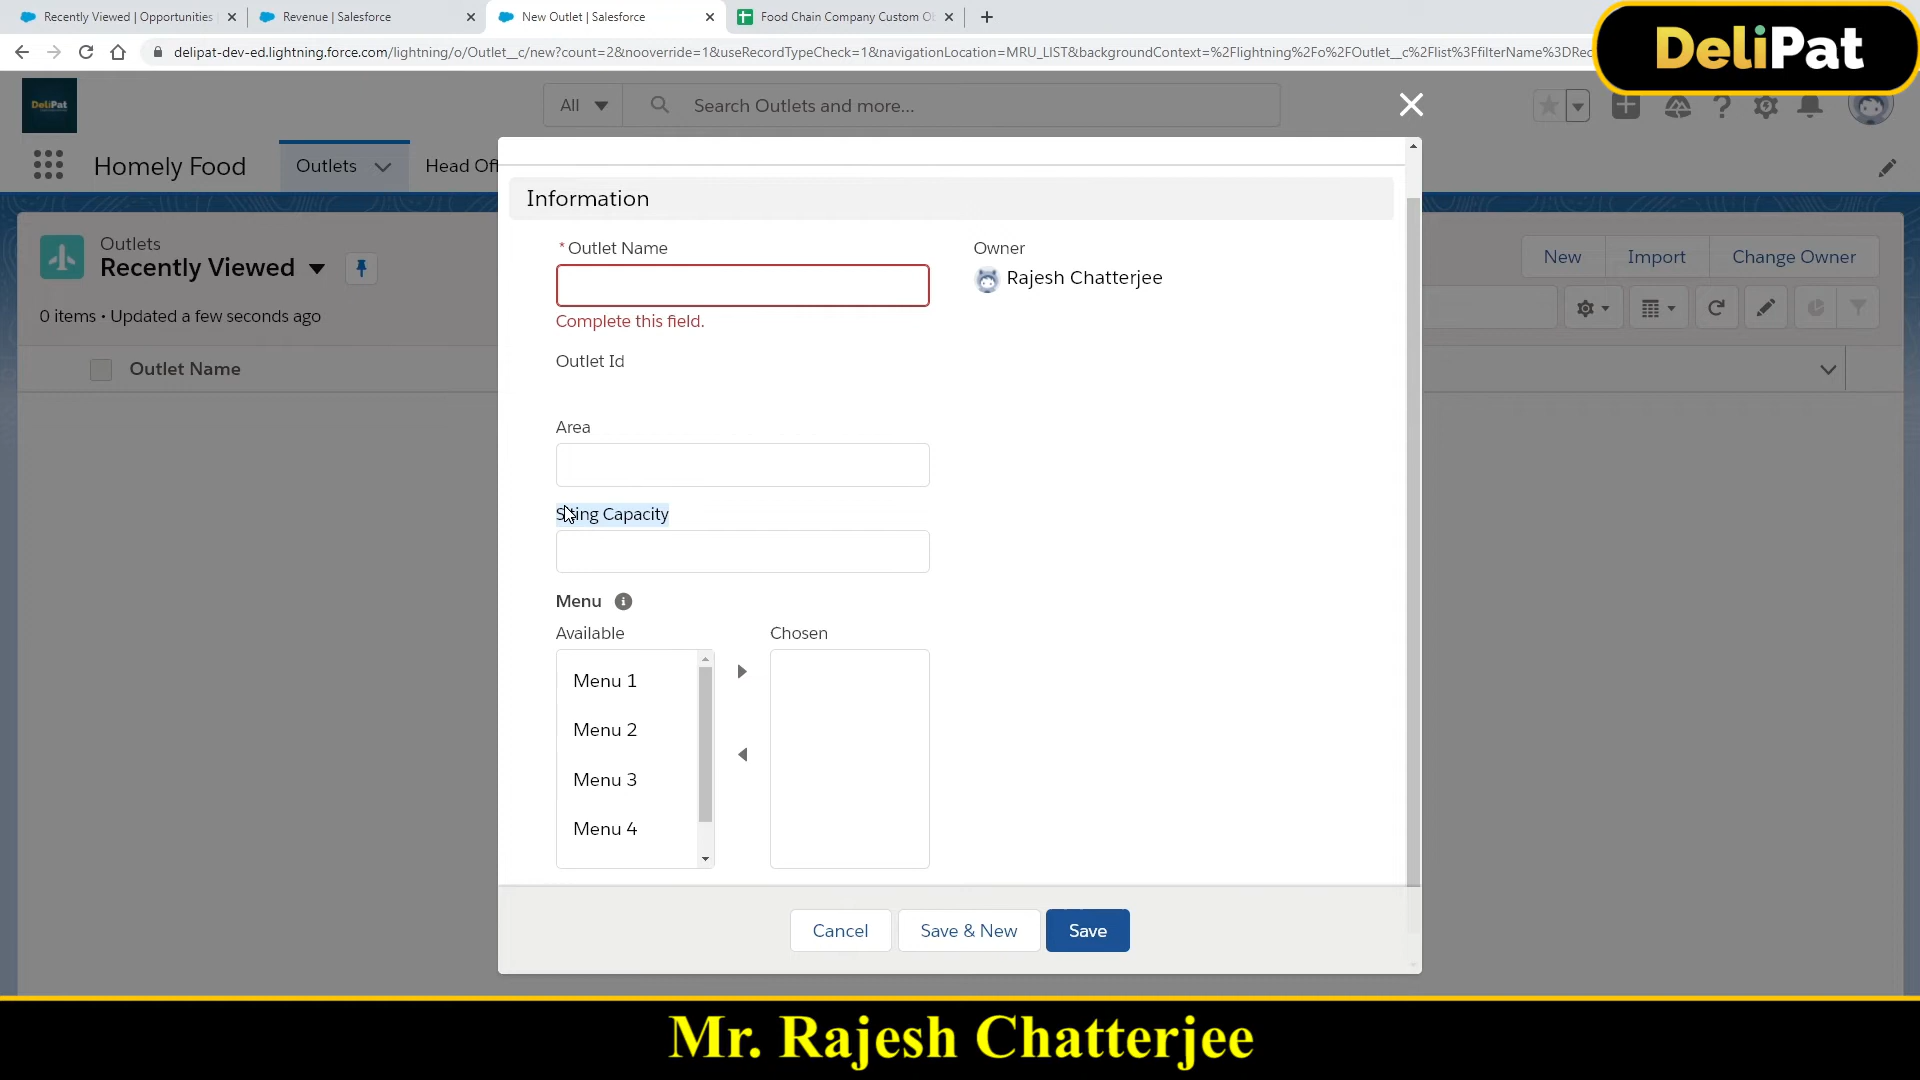 Recently Viewed | Opportunities
Revenue | Salesforce
New Outlet | Salesforce
Food Chain Company Custom Ob
delipat-dev-ed.lightning.force.com/lightning/o/Outlet__c/new?count=2&nooverride=1&useRecordTypeCheck=1&navigationLocation=MRU_LIST&backgroundContext=%2Flightning%2Fo%2FOutlet__c%2Flist%3FfilterName%3DRec
DeliPat
DeliPat
All
Search Outlets and more...
Homely Food
Outlets
Head Off
Information
Outlets
Recently Viewed
New
Import
Change Owner
0 items • Updated a few seconds ago
Outlet Name
*Outlet Name
Owner
Rajesh Chatterjee
Complete this field.
Outlet Id
Area
Capacity
Menu
Available
Chosen
Menu 1
Menu 2
Menu 3
Menu 4
Cancel
Save & New
Save
Mr. Rajesh Chatterjee